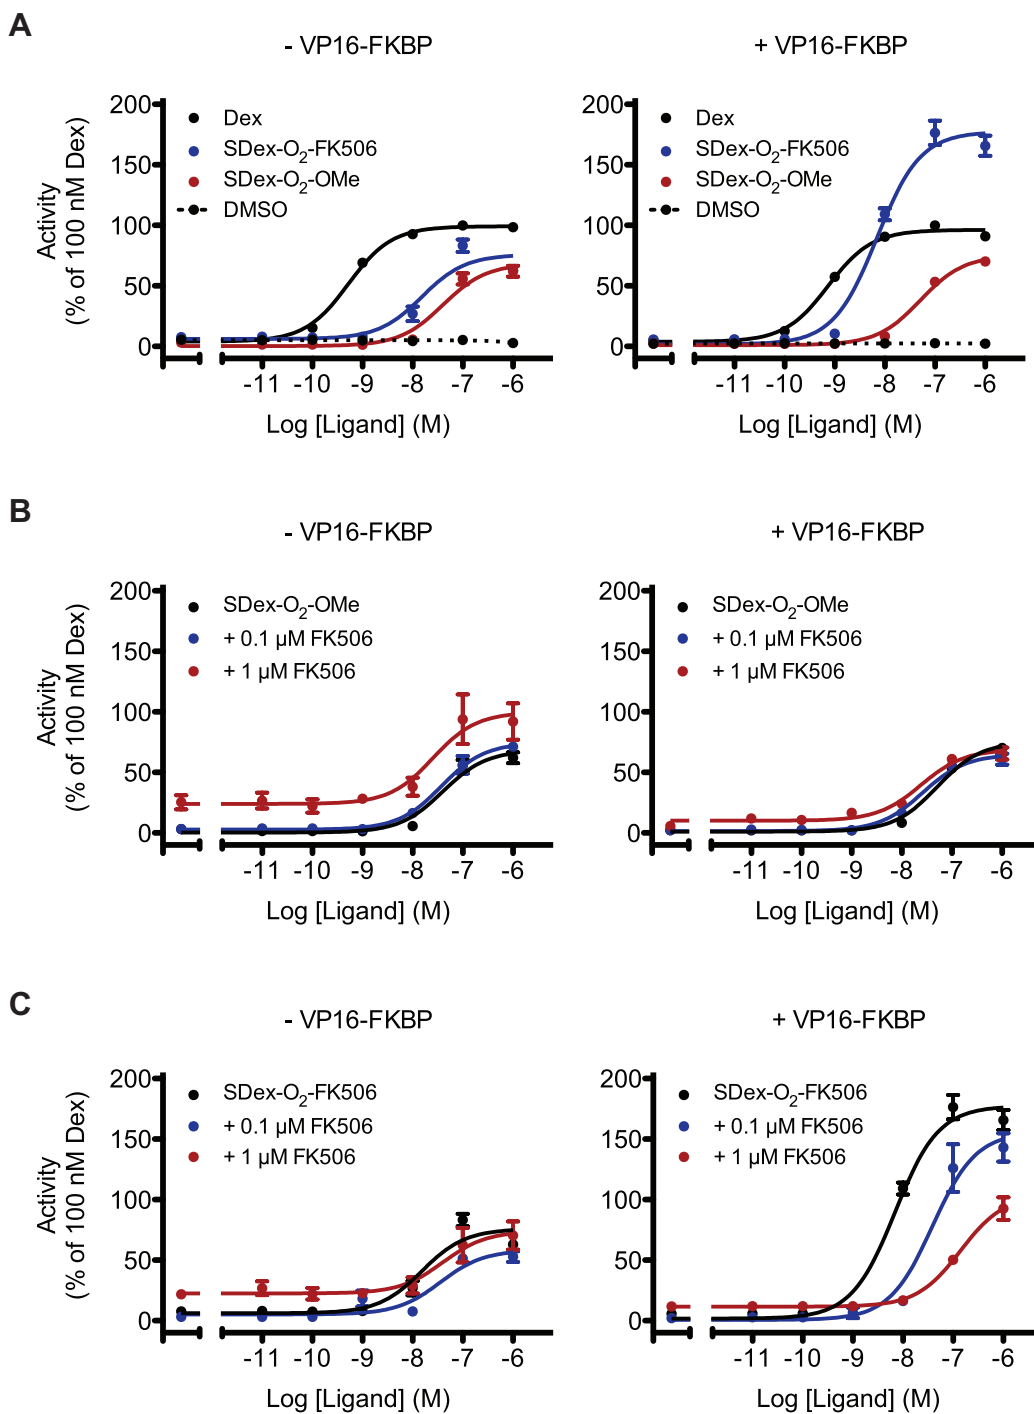 A
- VP16-FKBP
+ VP16-FKBP
Activity
(% of 100 nM Dex)
200
150
100
50
0
Dex
SDex-O2-FK506
SDex-O2-OMe
DMSO
-11 -10 -9 -8 -7 -6
Log [Ligand] (M)
200
150
100
50
0
Dex
SDex-O2-FK506
SDex-O2-OMe
DMSO
-11 -10 -9 -8 -7 -6
Log [Ligand] (M)
B
- VP16-FKBP
+ VP16-FKBP
Activity
(% of 100 nM Dex)
200
150
100
50
0
SDex-O2-OMe
+ 0.1 µM FK506
+ 1 µM FK506
-11 -10 -9 -8 -7 -6
Log [Ligand] (M)
200
150
100
50
0
SDex-O2-OMe
+ 0.1 µM FK506
+ 1 µM FK506
-11 -10 -9 -8 -7 -6
Log [Ligand] (M)
C
- VP16-FKBP
+ VP16-FKBP
Activity
(% of 100 nM Dex)
200
150
100
50
0
SDex-O2-FK506
+ 0.1 µM FK506
+ 1 µM FK506
-11 -10 -9 -8 -7 -6
Log [Ligand] (M)
200
150
100
50
0
SDex-O2-FK506
+ 0.1 µM FK506
+ 1 µM FK506
-11 -10 -9 -8 -7 -6
Log [Ligand] (M)